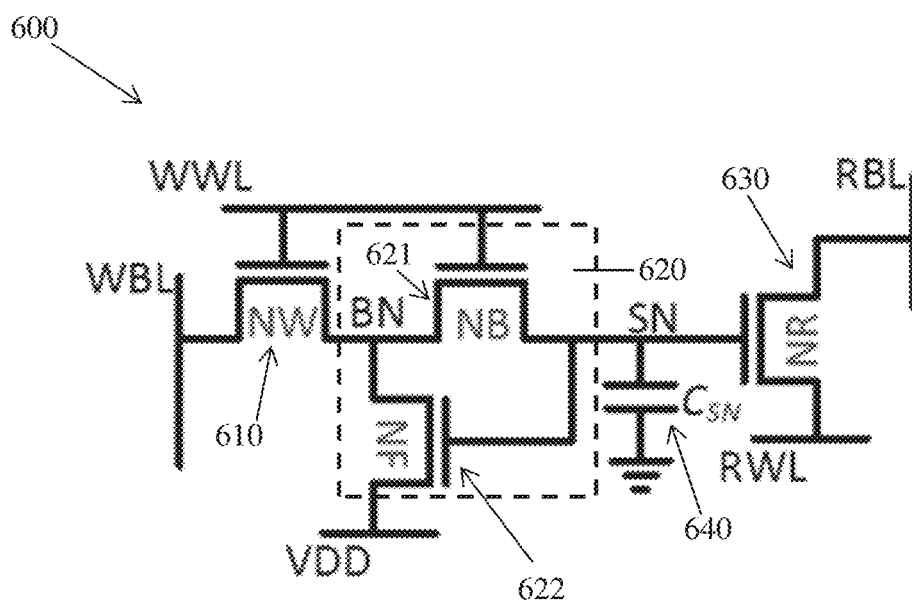 600
WWL
630
RBL
WBL
621
620
NW
BN
NB
SN
NR
610
NF
C_SN
RWL
640
VDD
622